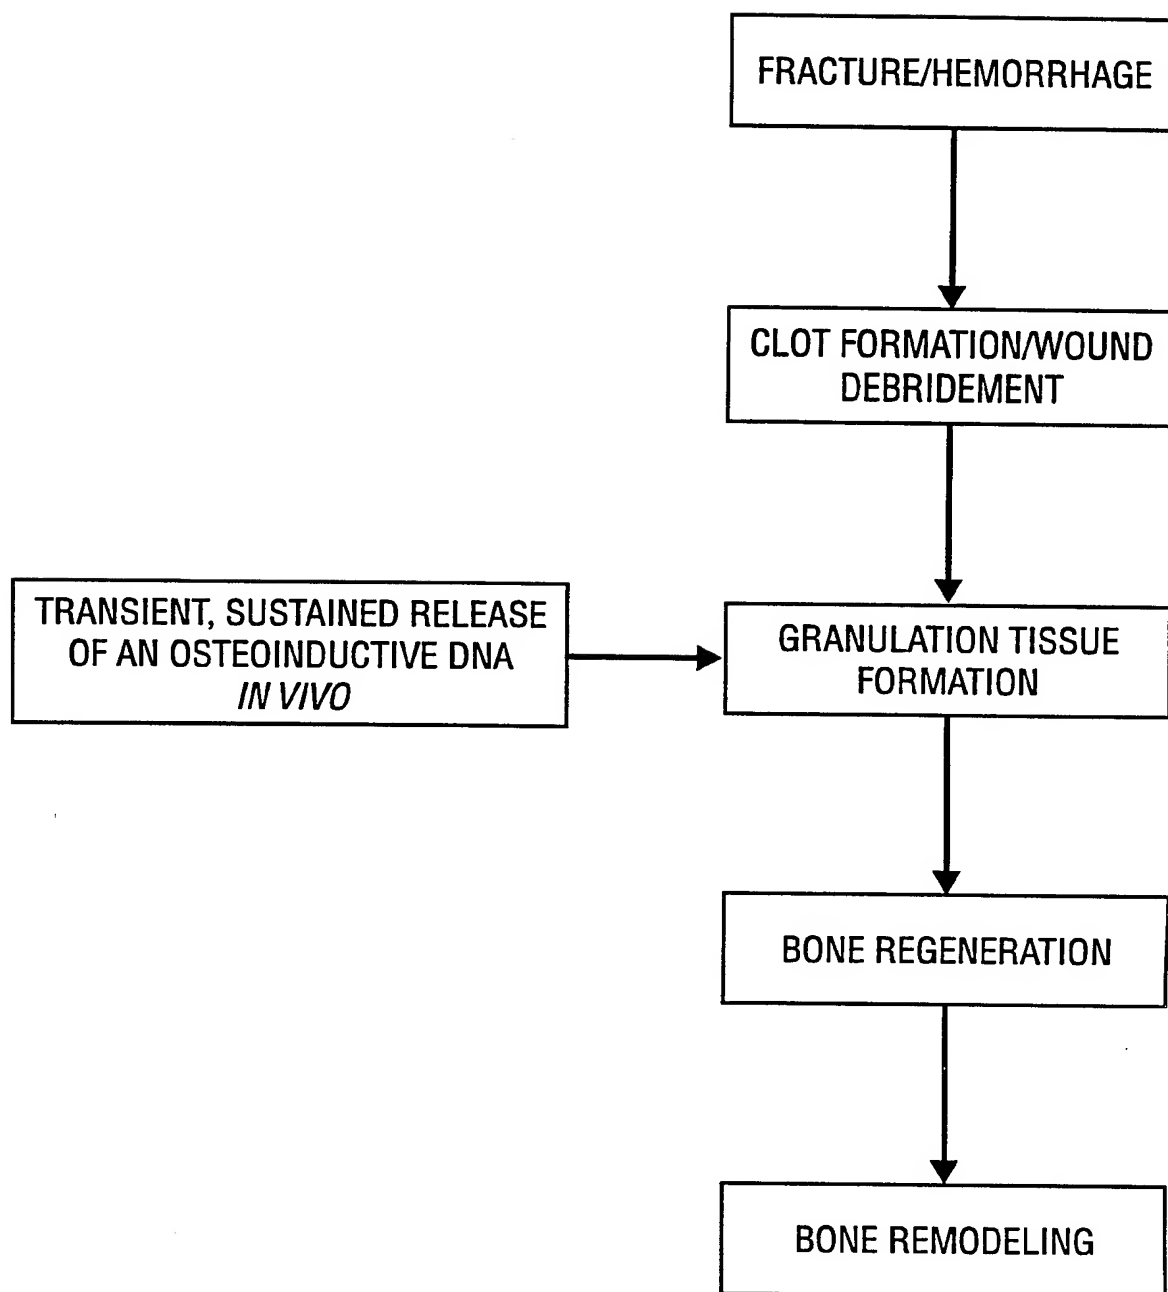 FRACTURE/HEMORRHAGE
CLOT FORMATION/WOUND
DEBRIDEMENT
TRANSIENT, SUSTAINED RELEASE
OF AN OSTEOINDUCTIVE DNA
IN VIVO
GRANULATION TISSUE
FORMATION
BONE REGENERATION
BONE REMODELING